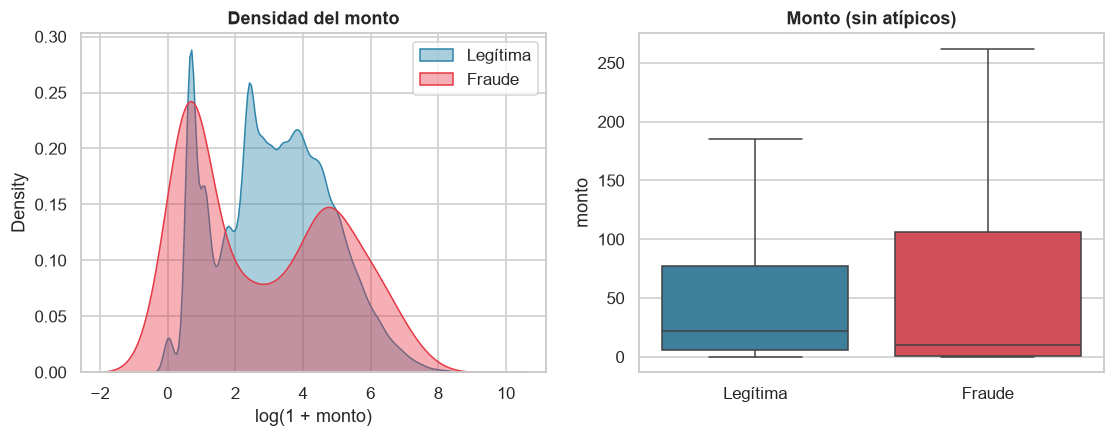 Densidad del monto
0.30
0.25
0.20
0.15
0.10
0.05
0.00
Density
Legítima
Fraude
−2
0
2
4
6
8
10
log(1 + monto)
Monto (sin atípicos)
250
200
150
100
50
0
monto
Legítima
Fraude